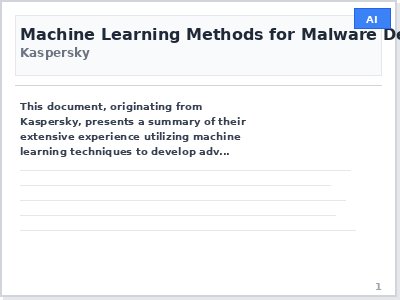 AI
Machine Learning Methods for Malware De
Kaspersky
This document, originating from
Kaspersky, presents a summary of their
extensive experience utilizing machine
learning techniques to develop adv...
1